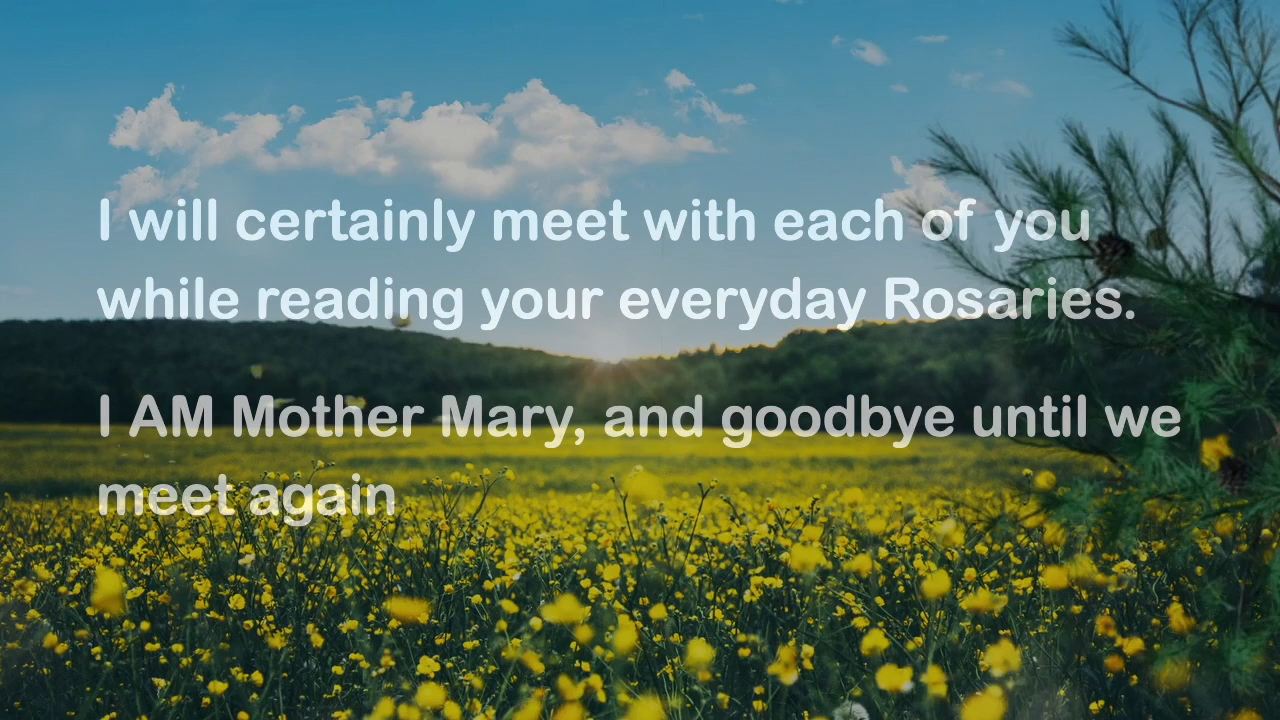 I will certainly meet with each of you
while reading your everyday Rosaries.
I AM Mother Mary, and goodbye until we
meet again